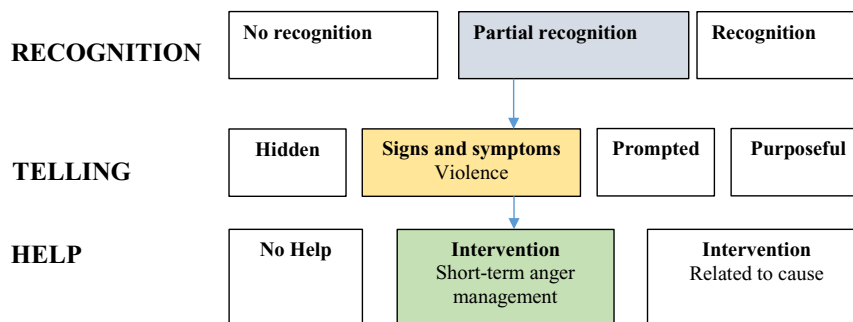 RECOGNITION
No recognition
Partial recognition
Recognition
TELLING
Hidden
Signs and symptoms
Violence
Prompted
Purposeful
HELP
No Help
Intervention
Short-term anger
management
Intervention
Related to cause